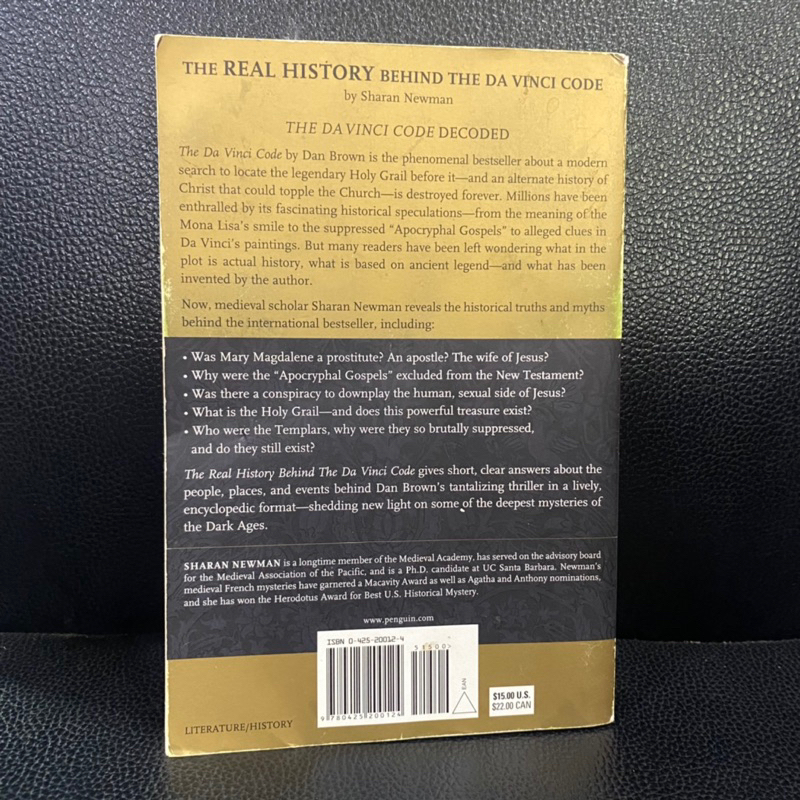 THE REAL HISTORY BEHIND THE DA VINCI CODE
by Sharan Newman
THE DA VINCI CODE DECODED
The Da Vinci Code by Dan Brown is the phenomenal bestseller about a modern
search to locate the legendary Holy Grail before it—and an alternate history of
Christ that could topple the Church—is destroyed forever. Millions have been
enthralled by its fascinating historical speculations—from the meaning of the
Mona Lisa's smile to the suppressed “Apocryphal Gospels” to alleged clues in
Da Vinci's paintings. But many readers have been left wondering what in the
plot is actual history, what is based on ancient legend—and what has been
invented by the author.
Now, medieval scholar Sharan Newman reveals the historical truths and myths
behind the international bestseller, including:
• Was Mary Magdalene a prostitute? An apostle? The wife of Jesus?
• Why were the “Apocryphal Gospels” excluded from the New Testament?
• Was there a conspiracy to downplay the human, sexual side of Jesus?
• What is the Holy Grail—and does this powerful treasure exist?
• Who were the Templars, why were they so brutally suppressed,
and do they still exist?
The Real History Behind The Da Vinci Code gives short, clear answers about the
people, places, and events behind Dan Brown's tantalizing thriller in a lively,
encyclopedic format—shedding new light on some of the deepest mysteries of
the Dark Ages.
SHARAN NEWMAN is a longtime member of the Medieval Academy, has served on the advisory board
for the Medieval Association of the Pacific, and is a Ph.D. candidate at UC Santa Barbara. Newman's
medieval French mysteries have garnered a Macavity Award as well as Agatha and Anthony nominations,
and she has won the Herodotus Award for Best U.S. Historical Mystery.
www.penguin.com
ISBN 0-425-20012-4
51500>
EAN
9780425200124
$15.00 U.S.
$22.00 CAN
LITERATURE/HISTORY